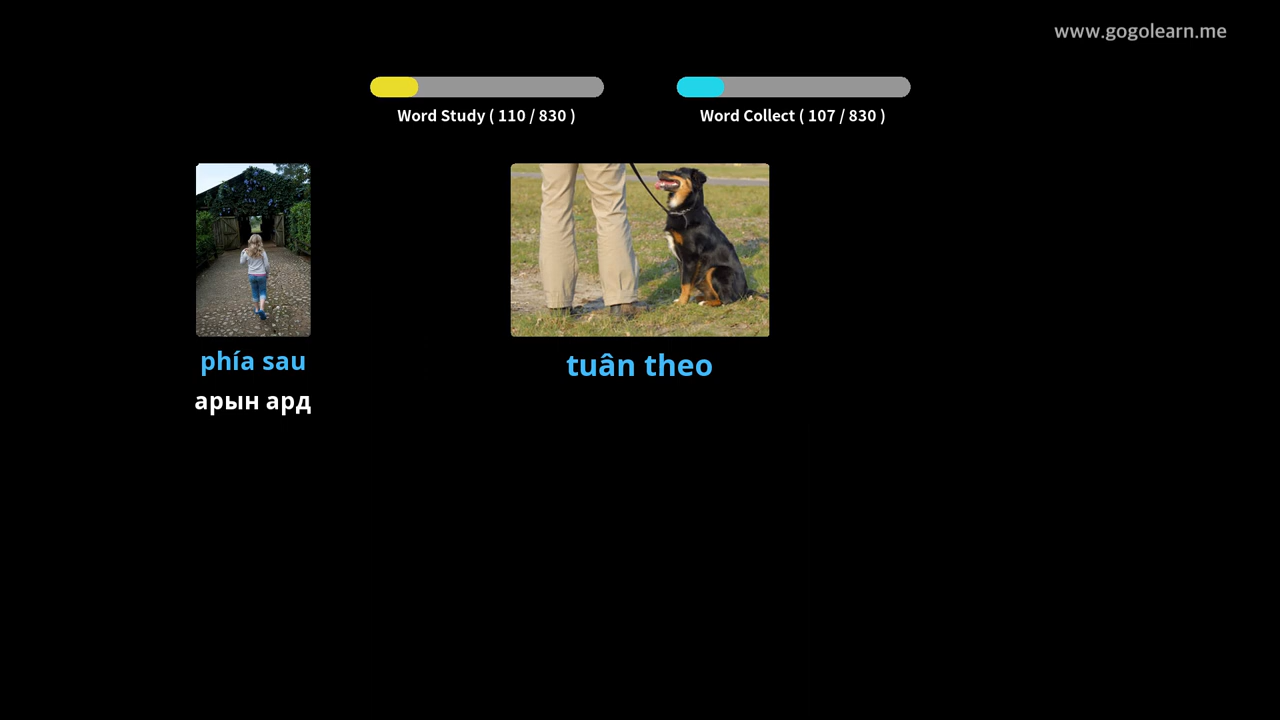 www.gogolearn.me
Word Study ( 110 / 830 )
Word Collect ( 107 / 830 )
phía sau
арын ард
tuân theo